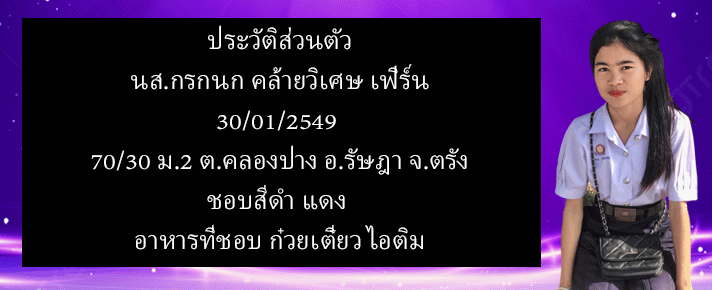 ประวัติส่วนตัว
นส.กรกนก คล้ายวิเศษ เฟิร์น
30/01/2549
70/30 ม.2 ต.คลองปาง อ.รัษฎา จ.ตรัง
ชอบสีดำ แดง
อาหารที่ชอบ ก๋วยเตี๋ยว ไอติม